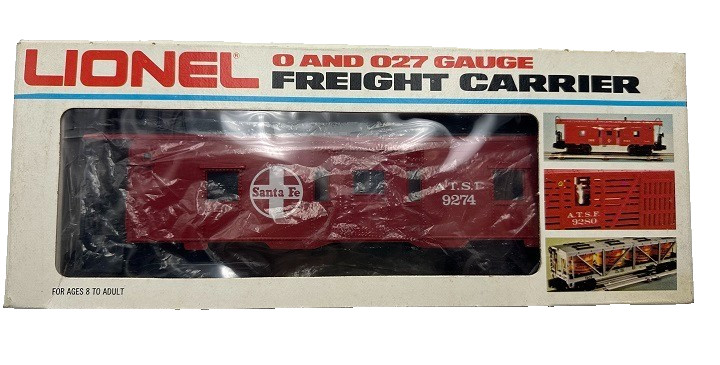 LIONEL®
O AND O27 GAUGE
FREIGHT CARRIER
Santa Fe
A.T.S.F.
9274
A.T.S.F.
9280
FOR AGES 8 TO ADULT